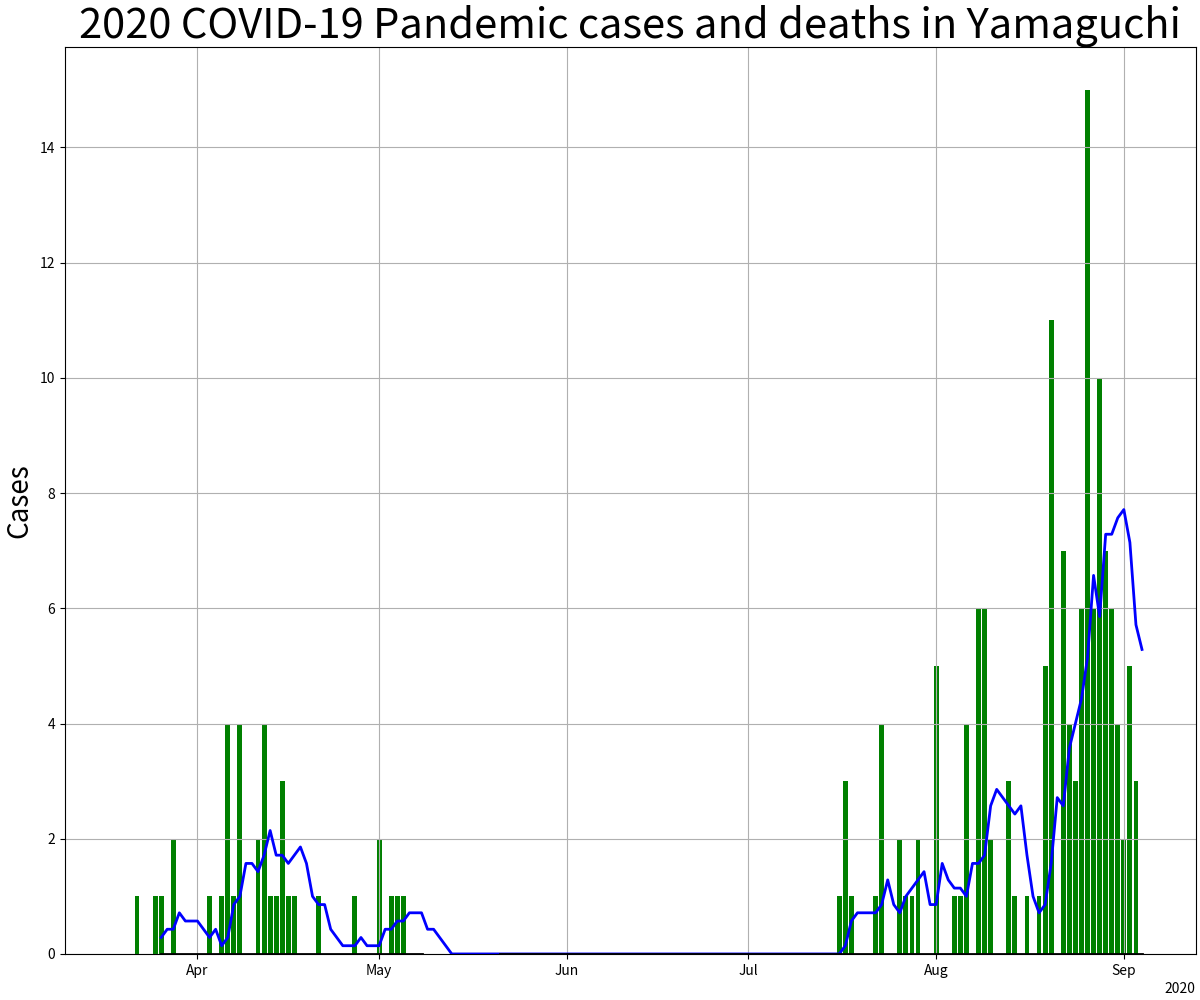 2020 COVID-19 Pandemic cases and deaths in Yamaguchi
Cases
14
12
10
8
6
4
2
0
Apr
May
Jun
Jul
Aug
Sep
2020